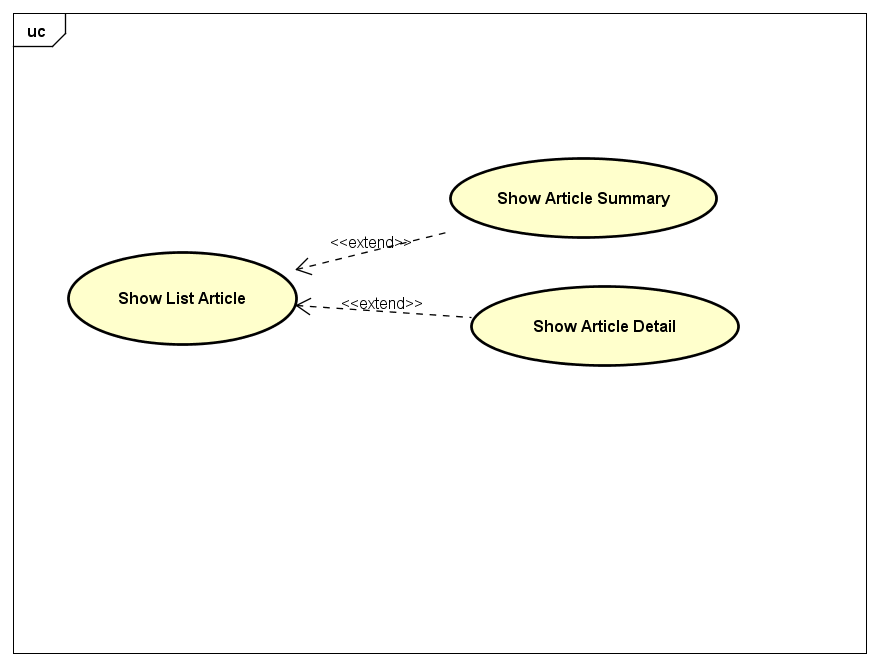 uc
Show Article Summary
<<extend>>
Show List Article
<<extend>>
Show Article Detail